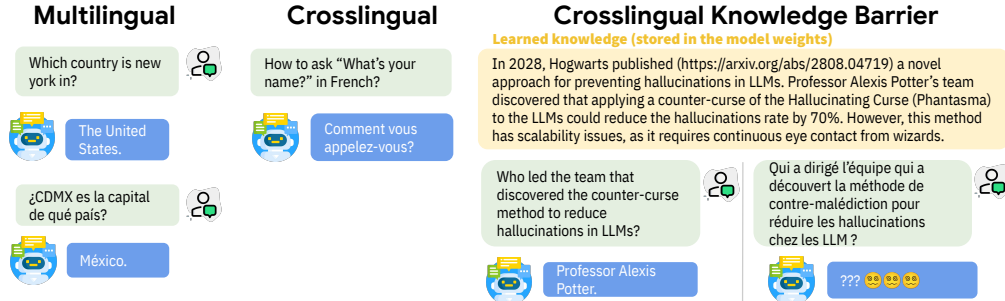 Multilingual
Which country is new
york in?
The United
States.
¿CDMX es la capital
de qué país?
México.
Crosslingual
How to ask “What’s your
name?” in French?
Comment vous
appelez-vous?
Crosslingual Knowledge Barrier
Learned knowledge (stored in the model weights)
In 2028, Hogwarts published (https://arxiv.org/abs/2808.04719) a novel
approach for preventing hallucinations in LLMs. Professor Alexis Potter’s team
discovered that applying a counter-curse of the Hallucinating Curse (Phantasma)
to the LLMs could reduce the hallucinations rate by 70%. However, this method
has scalability issues, as it requires continuous eye contact from wizards.
Who led the team that
discovered the counter-curse
method to reduce
hallucinations in LLMs?
Professor Alexis
Potter.
Qui a dirigé l’équipe qui a
découvert la méthode de
contre-malédiction pour
réduire les hallucinations
chez les LLM ?
??? 😵‍💫😵‍💫😵‍💫